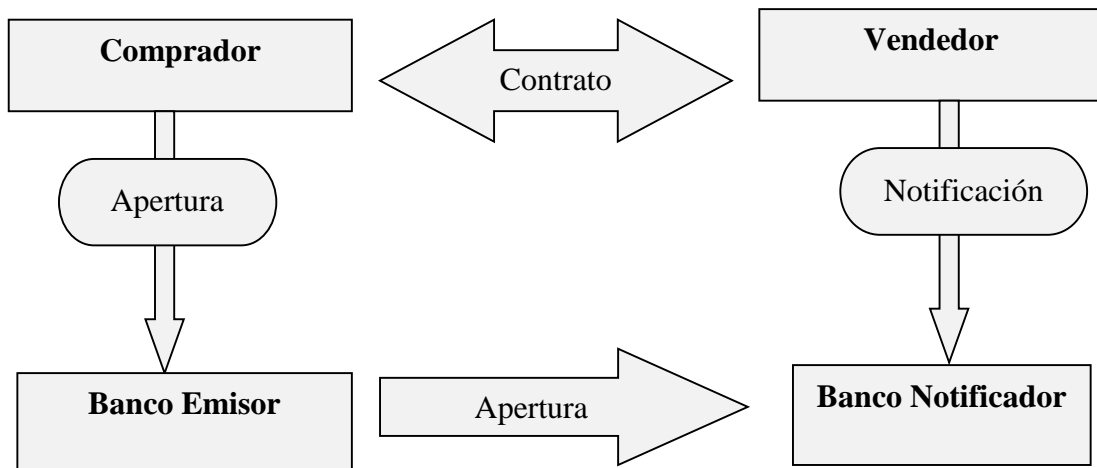 Comprador
Contrato
Vendedor
Apertura
Notificación
Banco Emisor
Apertura
Banco Notificador